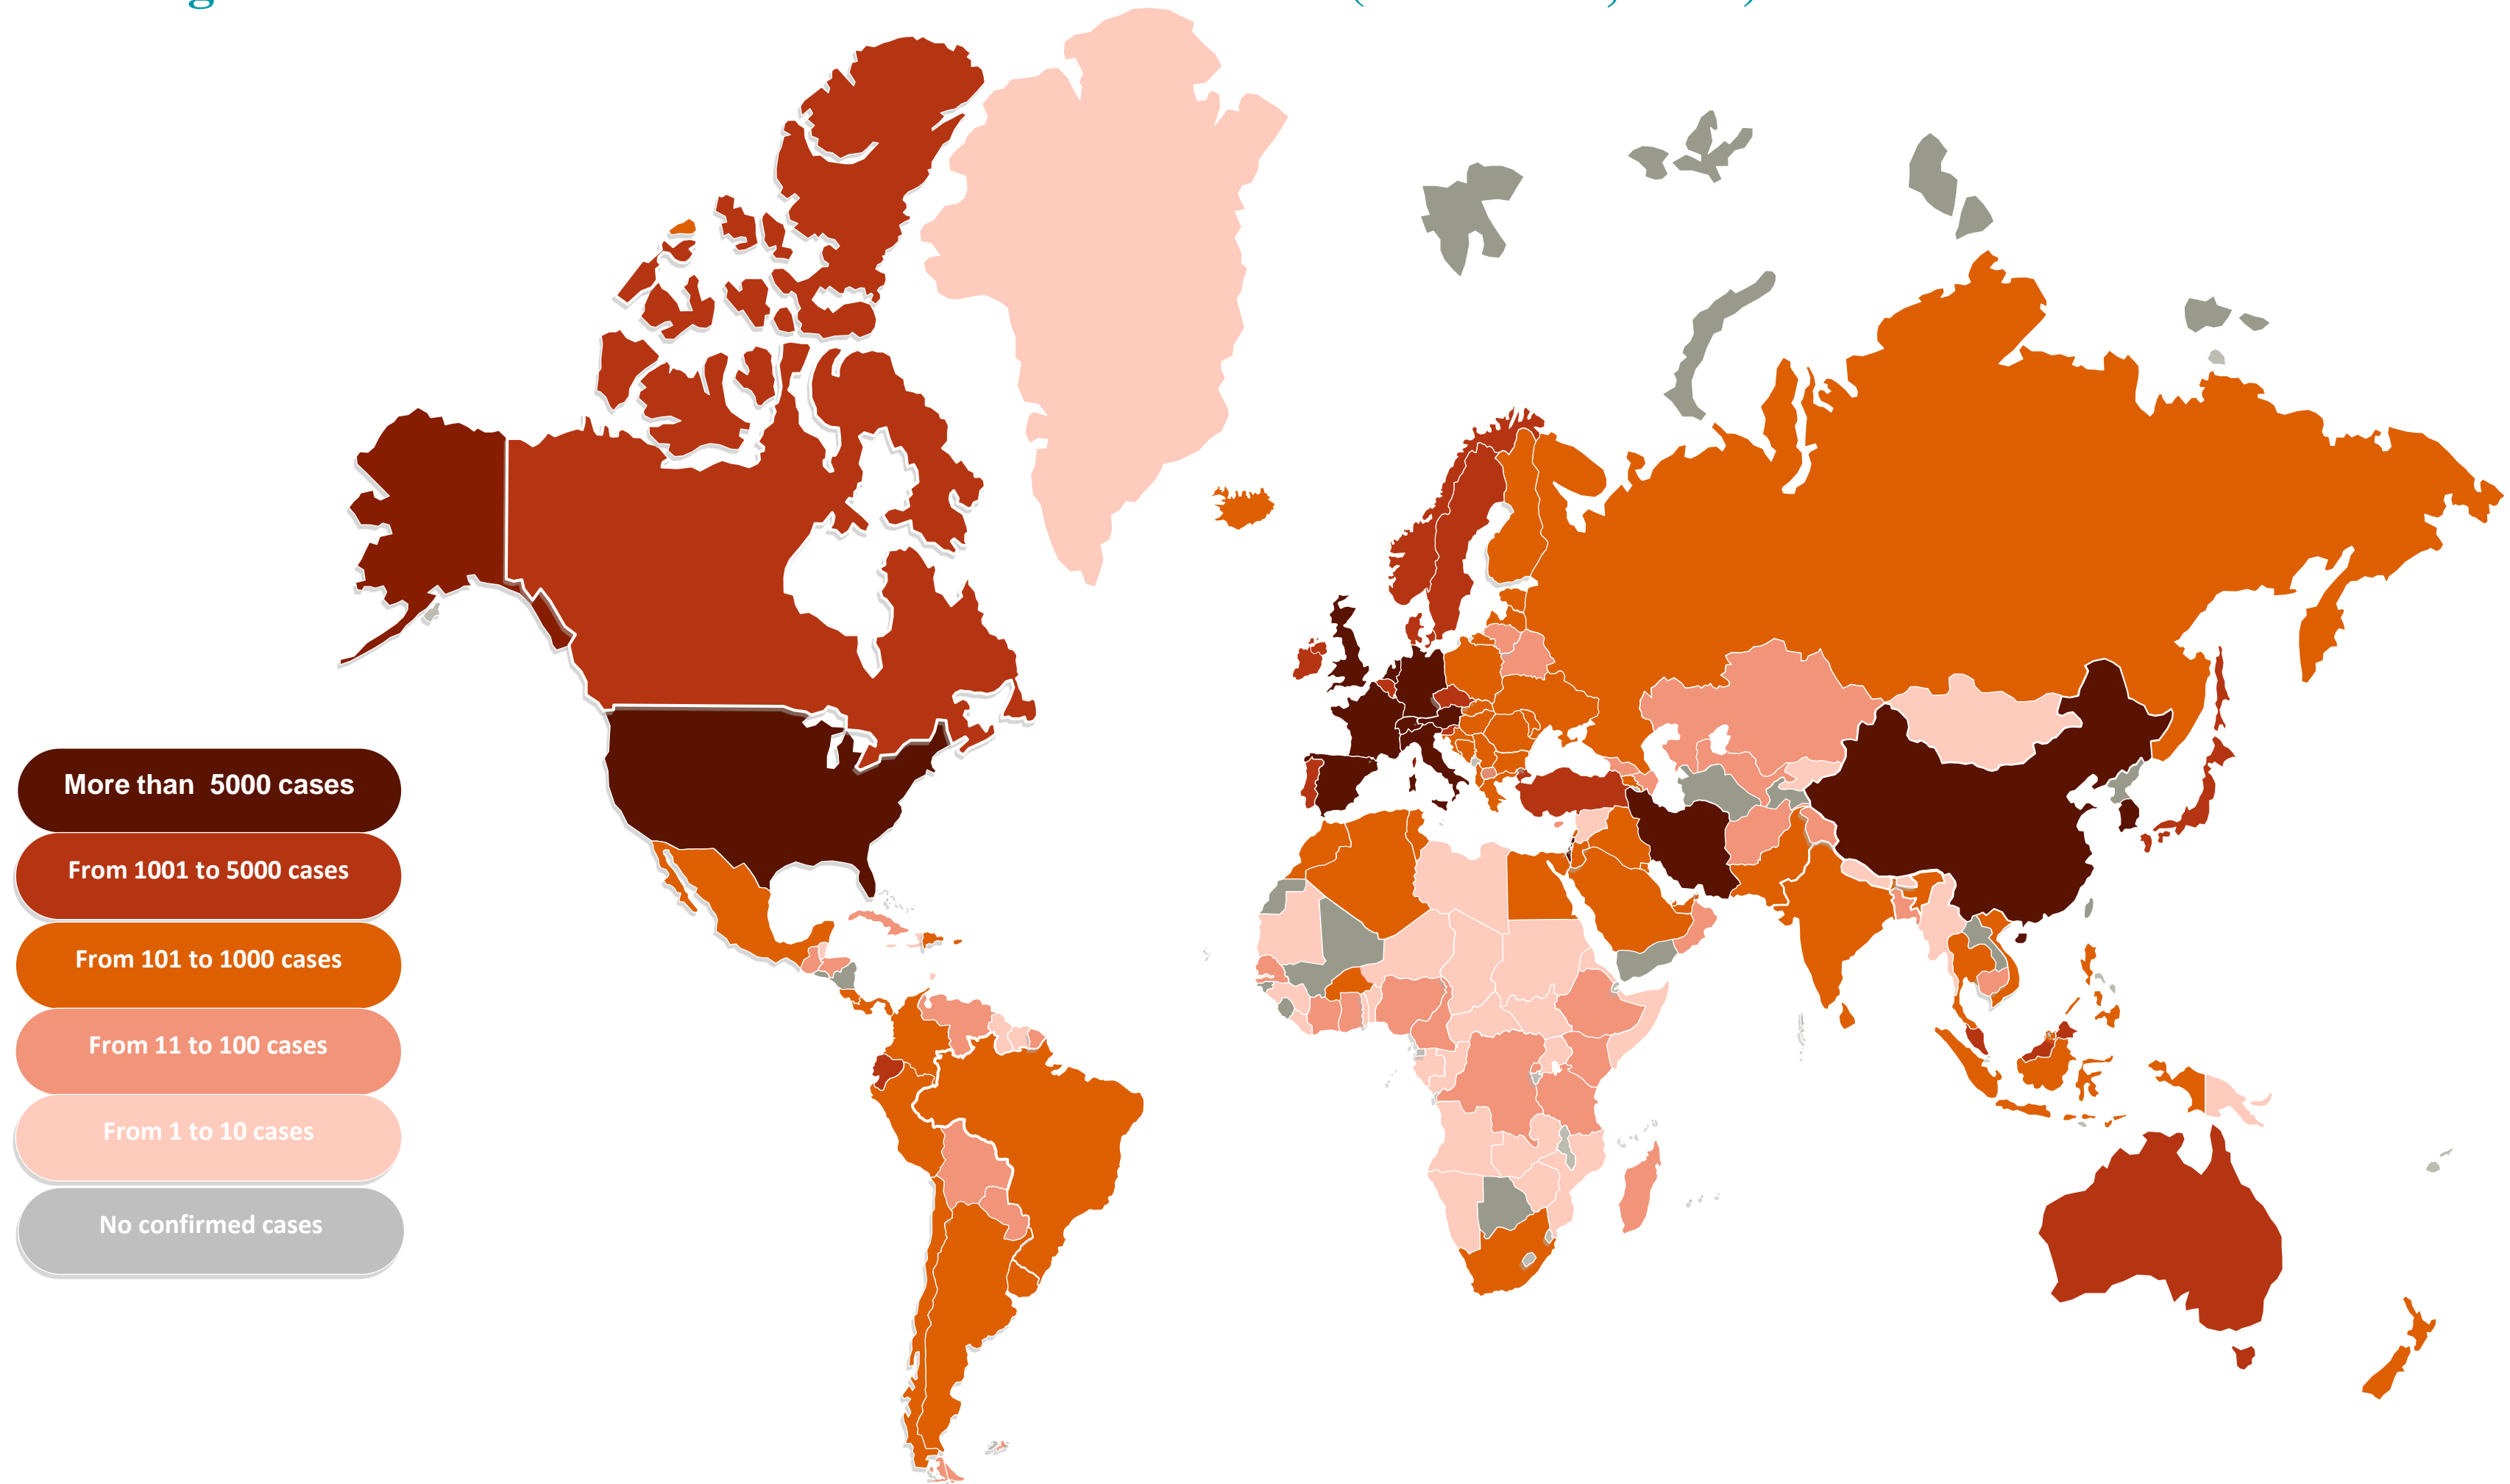 More than 5000 cases
From 1001 to 5000 cases
From 101 to 1000 cases
From 11 to 100 cases
From 1 to 10 cases
No confirmed cases